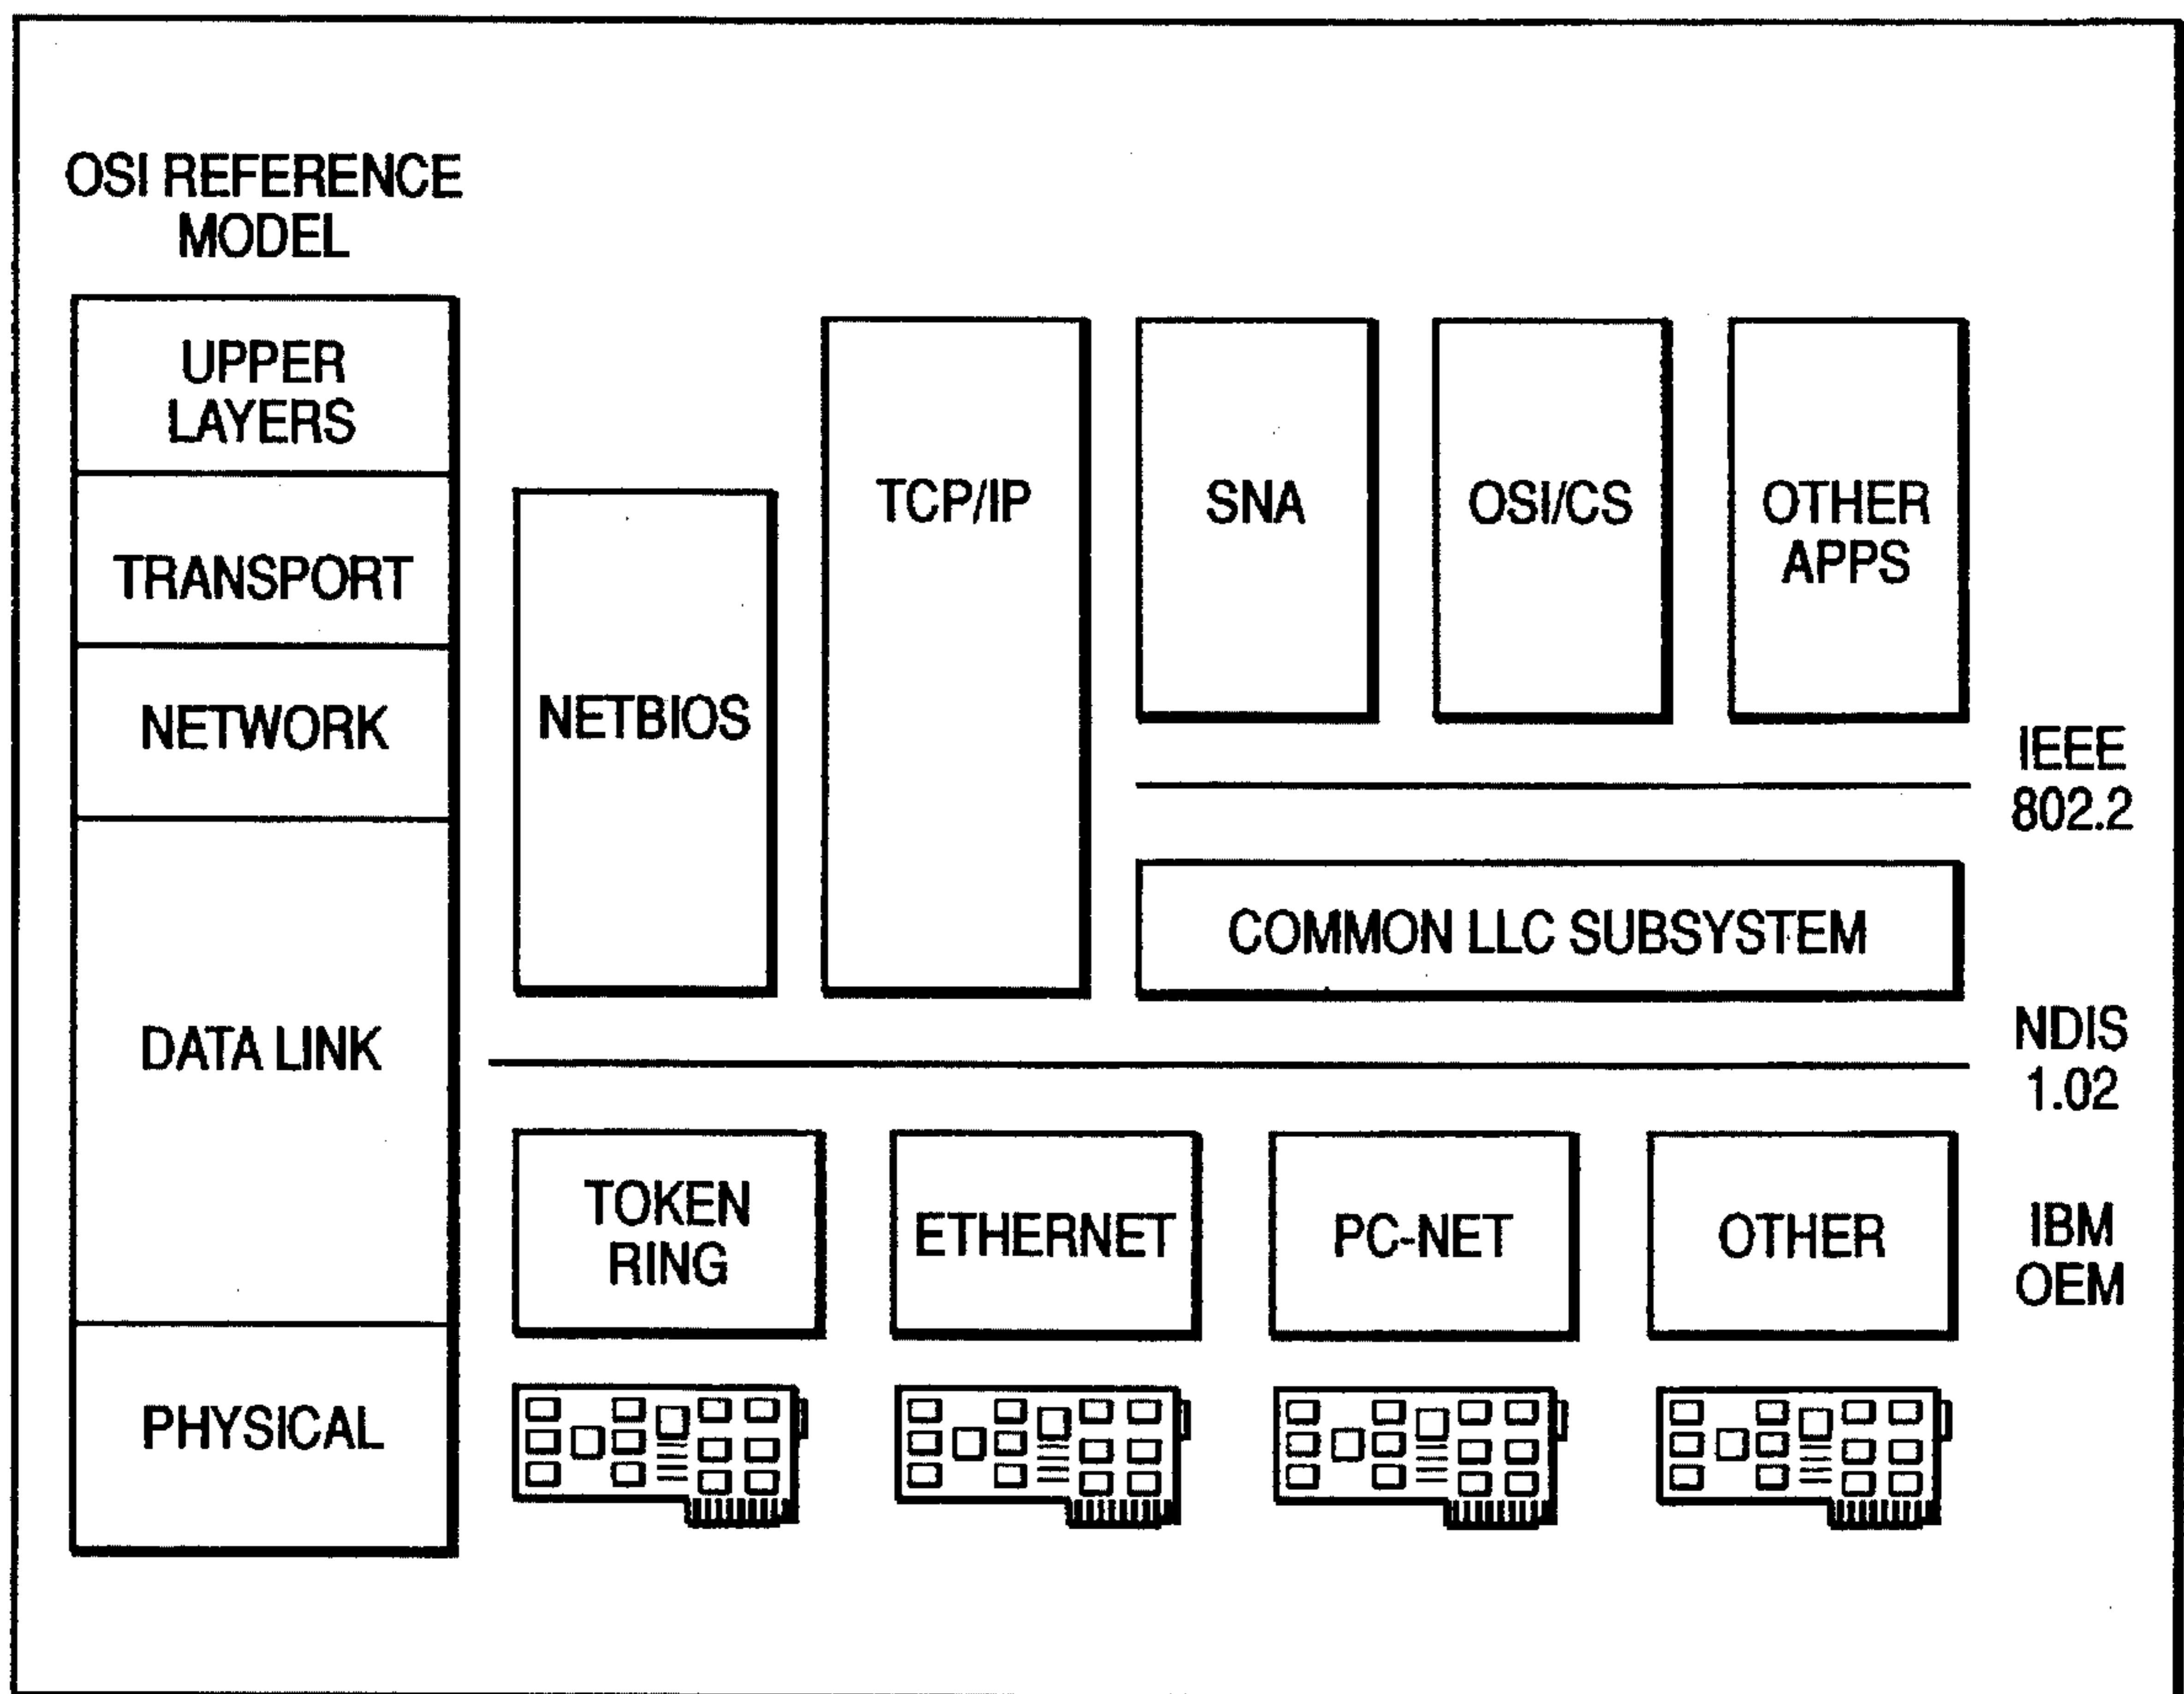 OSI REFERENCE
MODEL
UPPER
LAYERS
TRANSPORT
NETWORK
DATA LINK
PHYSICAL
NETBIOS
TCP/IP
SNA
OSI/CS
OTHER
APPS
IEEE
802.2
COMMON LLC SUBSYSTEM
NDIS
1.02
TOKEN
RING
ETHERNET
PC-NET
OTHER
IBM
OEM